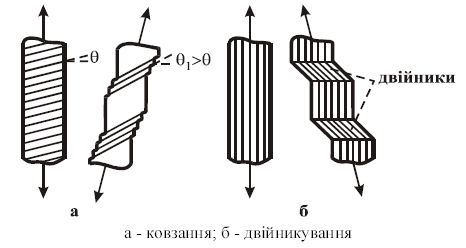 θ
θ₁>θ
двійники
а
б
а - ковзання; б - двійникування